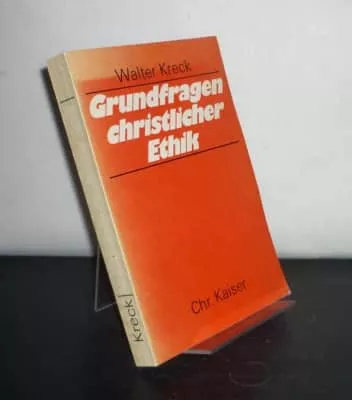 Walter Kreck
Grundfragen
christlicher
Ethik
Chr. Kaiser
Kreck